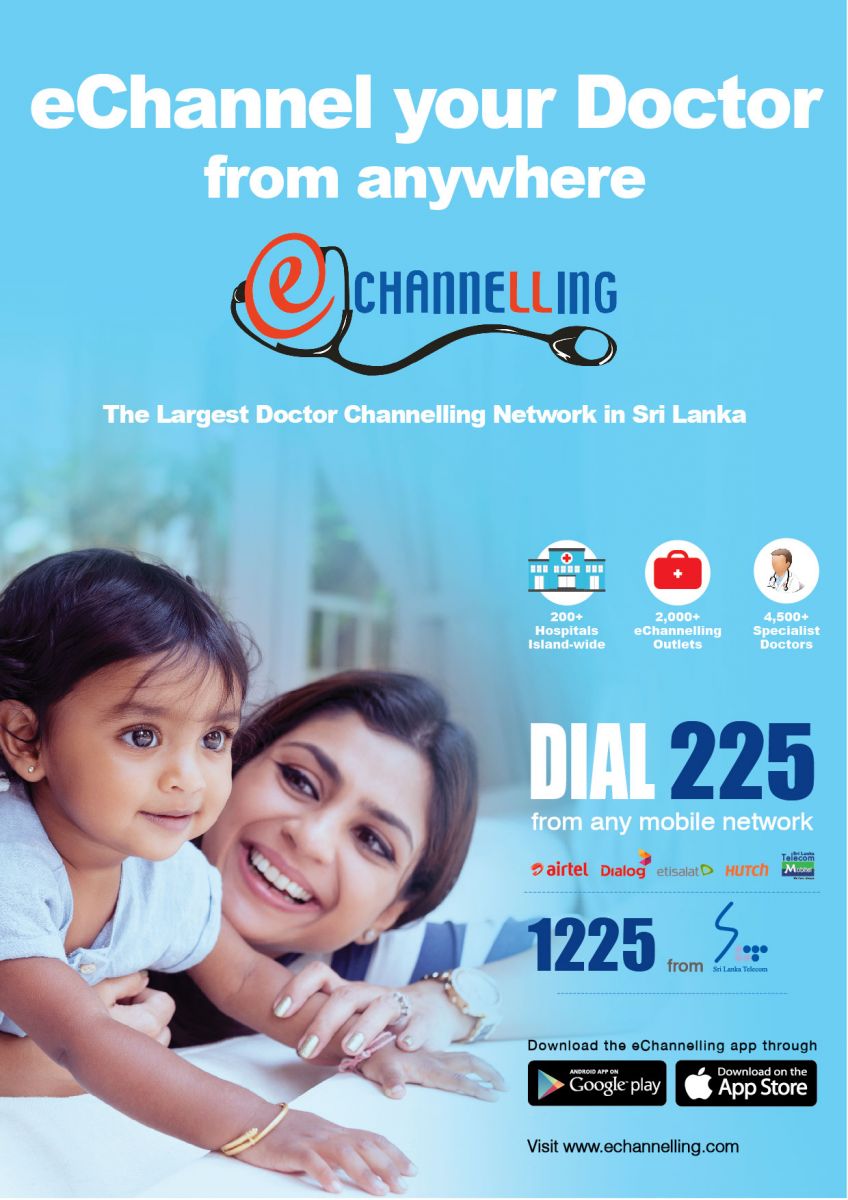 eChannel your Doctor
from anywhere
e CHANNELLING
The Largest Doctor Channelling Network in Sri Lanka
200+
Hospitals
Island-wide
2,000+
eChannelling
Outlets
4,500+
Specialist
Doctors
DIAL 225
from any mobile network
airtel Dialog etisalat HUTCH Sri Lanka Telecom Mobitel
1225 from Sri Lanka Telecom
Download the eChannelling app through
ANDROID APP ON
Google play
Download on the
App Store
Visit www.echannelling.com